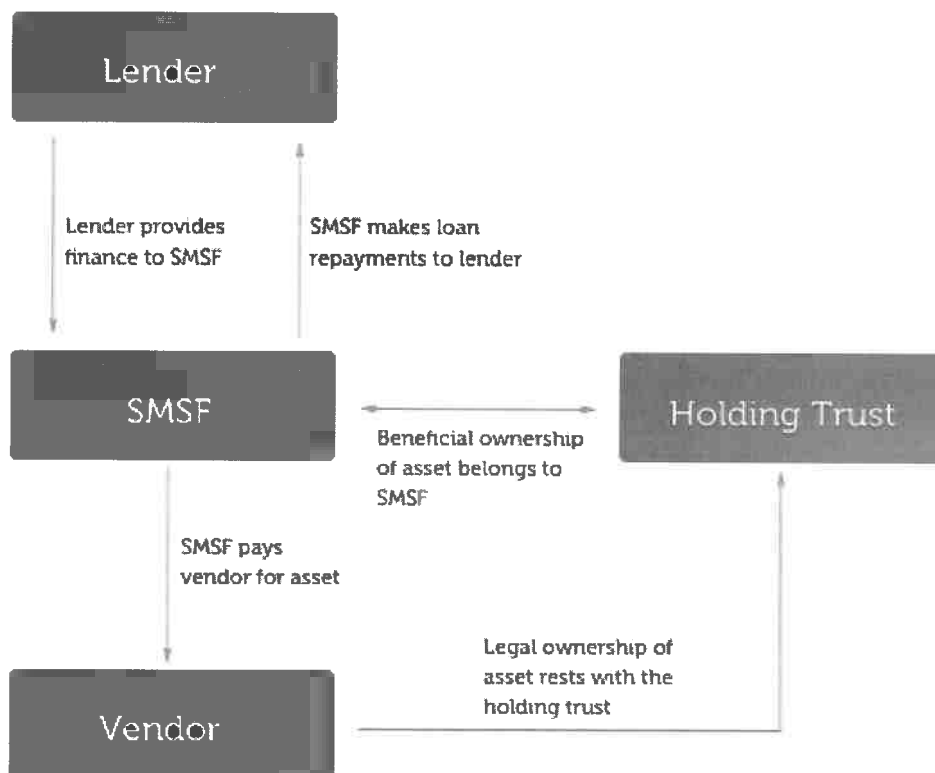 Lender
Lender provides
finance to SMSF
SMSF makes loan
repayments to lender
SMSF
Holding Trust
Beneficial ownership
of asset belongs to
SMSF
SMSF pays
vendor for asset
Legal ownership of
asset rests with the
holding trust
Vendor